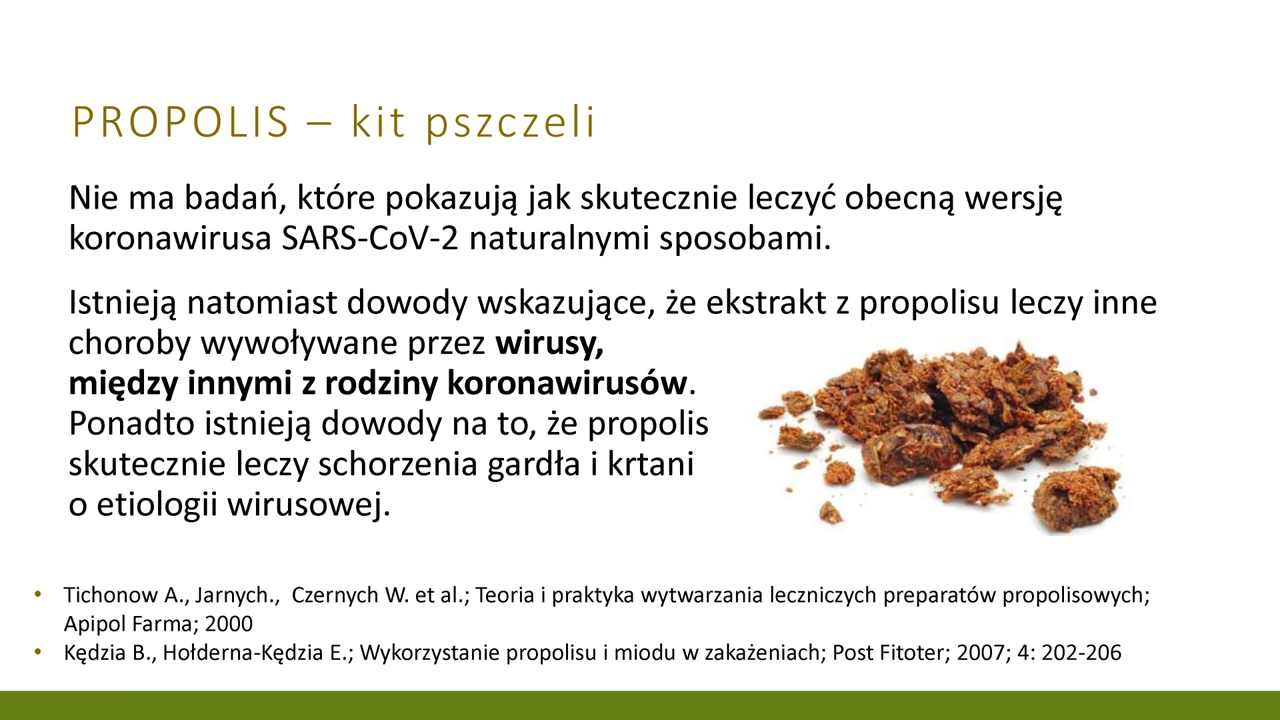 PROPOLIS – kit pszczeli
Nie ma badań, które pokazują jak skutecznie leczyć obecną wersję
koronawirusa SARS-CoV-2 naturalnymi sposobami.
Istnieją natomiast dowody wskazujące, że ekstrakt z propolisu leczy inne
choroby wywoływane przez wirusy,
między innymi z rodziny koronawirusów.
Ponadto istnieją dowody na to, że propolis
skutecznie leczy schorzenia gardła i krtani
o etiologii wirusowej.
• Tichonow A., Jarnych., Czernych W. et al.; Teoria i praktyka wytwarzania leczniczych preparatów propolisowych;
Apipol Farma; 2000
• Kędzia B., Hołderna-Kędzia E.; Wykorzystanie propolisu i miodu w zakażeniach; Post Fitoter; 2007; 4: 202-206